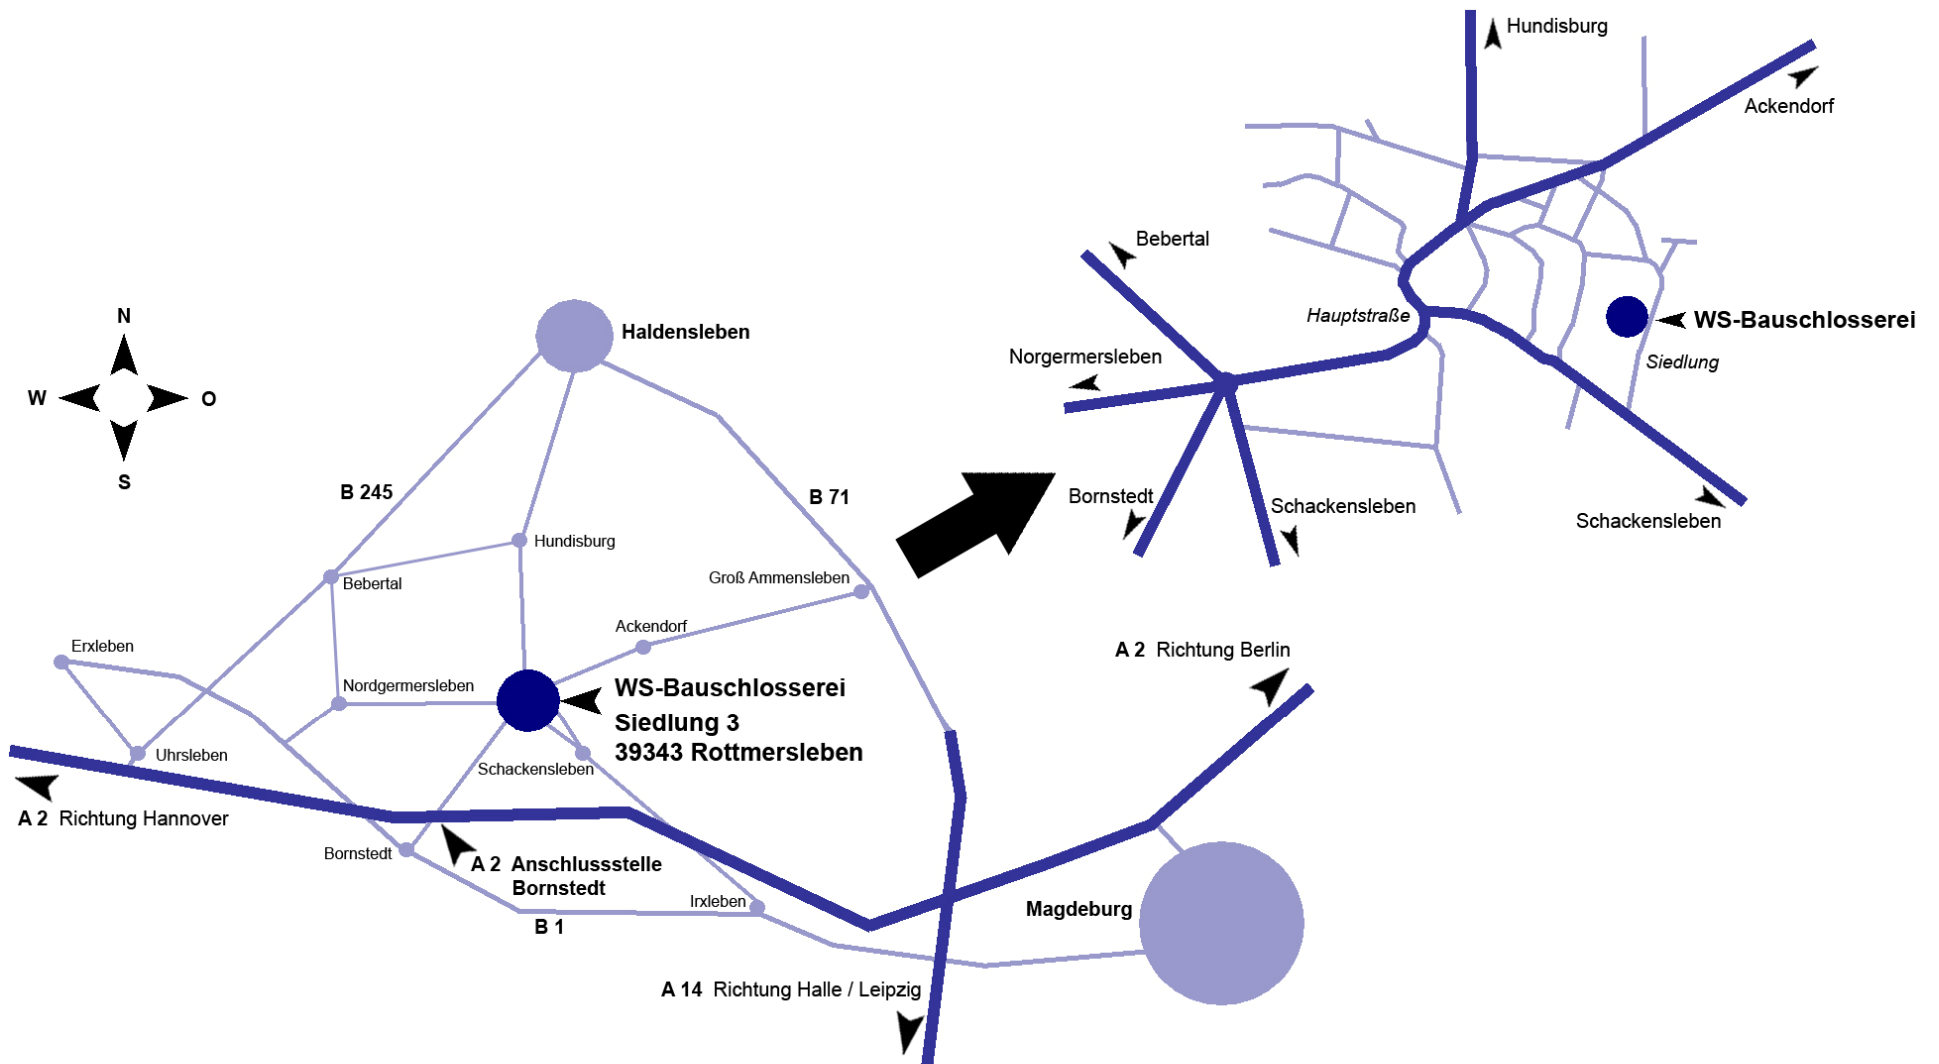 N
W
O
S
Haldensleben
B 245
B 71
Hundisburg
Bebertal
Groß Ammensleben
Ackendorf
Erxleben
Nordgermersleben
WS-Bauschlosserei
Siedlung 3
39343 Rottmersleben
Uhrsleben
Schackensleben
A 2 Richtung Hannover
Bornstedt
A 2 Anschlussstelle
Bornstedt
Irxleben
B 1
Magdeburg
A 14 Richtung Halle / Leipzig
A 2 Richtung Berlin
Hundisburg
Ackendorf
Bebertal
Hauptstraße
WS-Bauschlosserei
Norgermersleben
Siedlung
Bornstedt
Schackensleben
Schackensleben